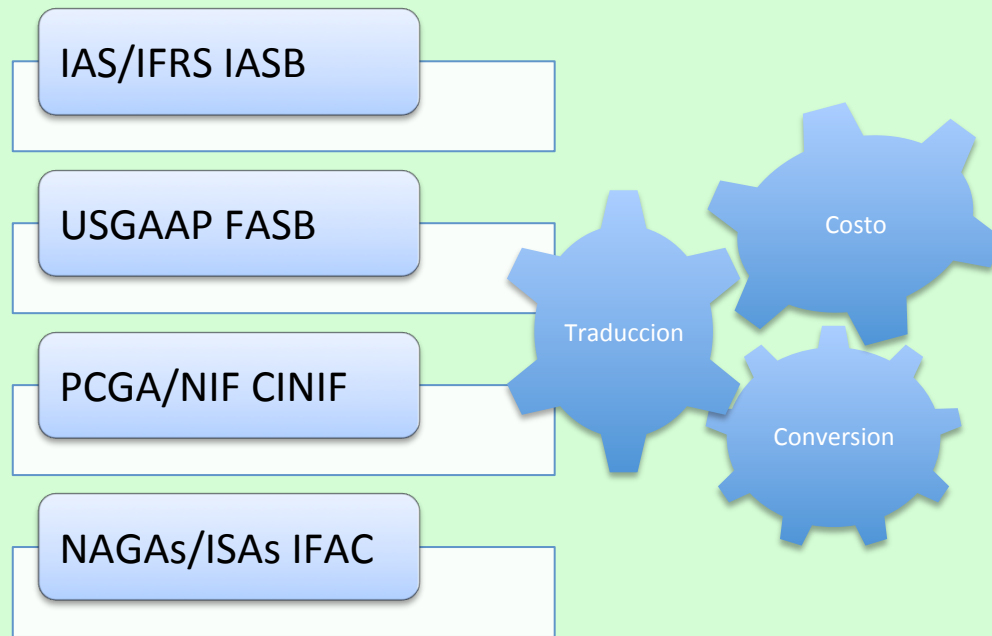 IAS/IFRS IASB
USGAAP FASB
PCGA/NIF CINIF
NAGAs/ISAs IFAC
Costo
Traduccion
Conversion